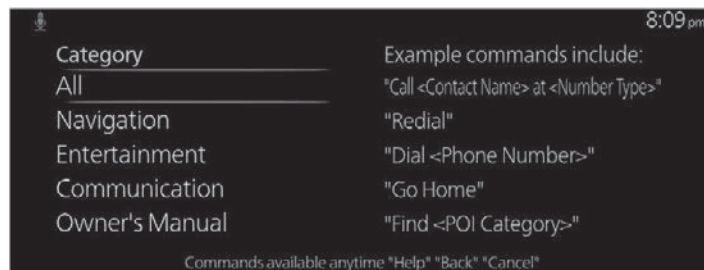 8:09 pm
Category
All
Navigation
Entertainment
Communication
Owner's Manual
Example commands include:
"Call <Contact Name> at <Number Type>"
"Redial"
"Dial <Phone Number>"
"Go Home"
"Find <POI Category>"
Commands available anytime "Help" "Back" "Cancel"